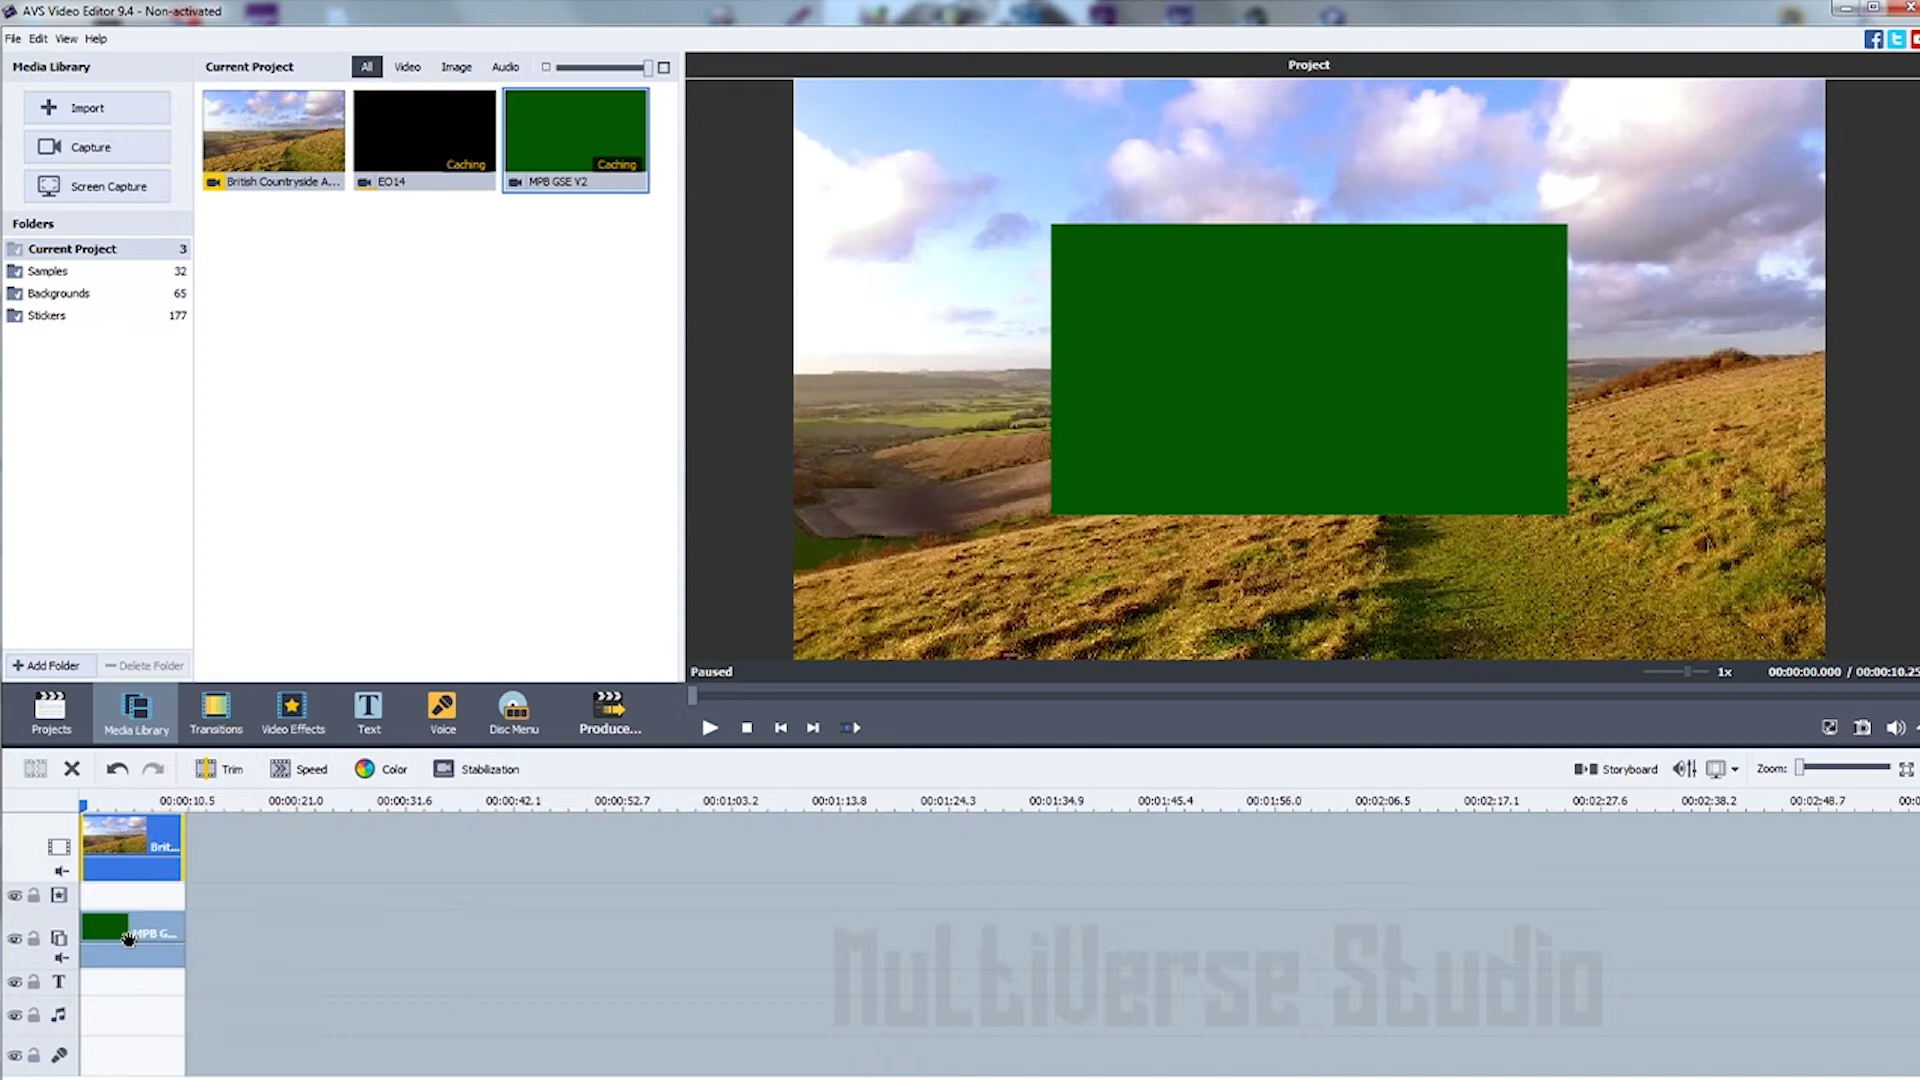 AVS Video Editor 9.4 - Non-activated
File Edit View Help
Media Library
Current Project
All
Video
Image
Audio
Project
Import
Capture
Screen Capture
Caching
Caching
British Countryside A...
EO14
MPB GSE V2
Folders
Current Project 3
Samples 32
Backgrounds 65
Stickers 177
Add Folder
Delete Folder
Paused
1x
00:00:00.000 / 00:00:10.25
Projects
Media Library
Transitions
Video Effects
Text
Voice
Disc Menu
Produce...
Trim
Speed
Color
Stabilization
Storyboard
Zoom:
00:00:10.5 00:00:21.0 00:00:31.6 00:00:42.1 00:00:52.7 00:01:03.2 00:01:13.8 00:01:24.3 00:01:34.9 00:01:45.4 00:01:56.0 00:02:06.5 00:02:17.1 00:02:27.6 00:02:38.2 00:02:48.7 00:0
Brit...
MPB G...
T
MultiVerse Studio